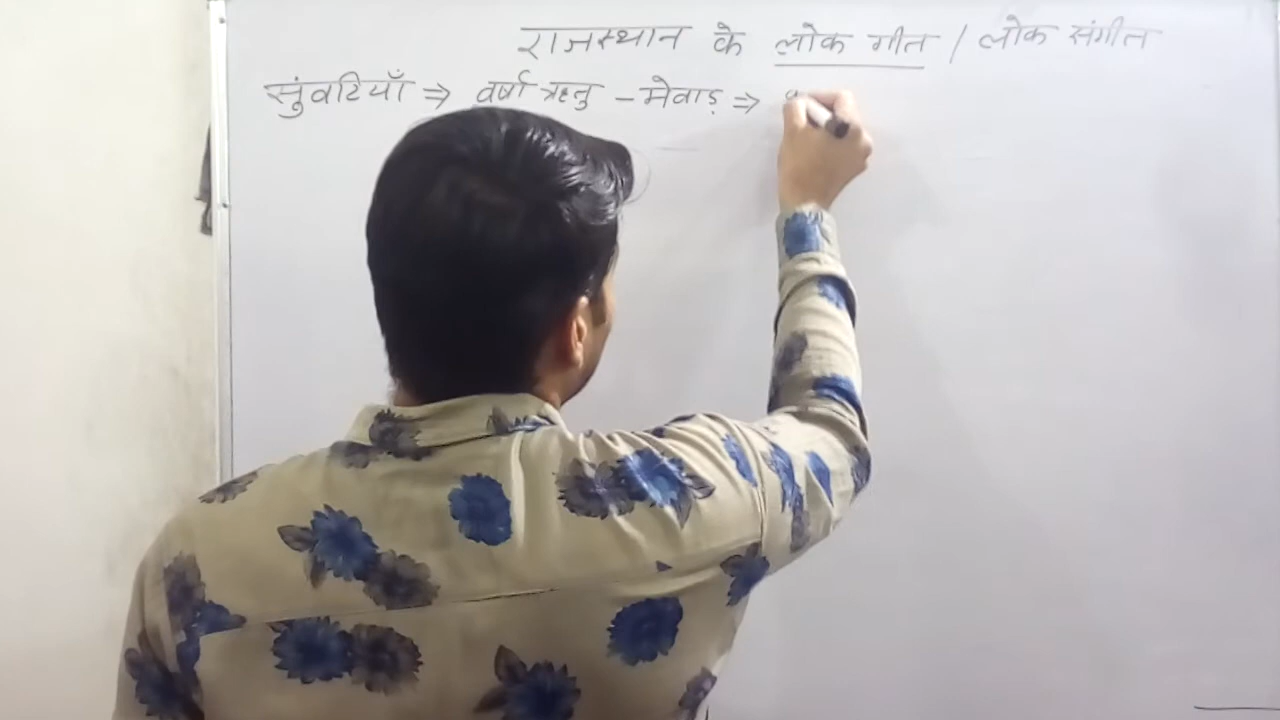 राजस्थान के लोक गीत / लोक संगीत
सुंवटियाँ ⇒ वर्षा ऋतु - मेवाड़ ⇒